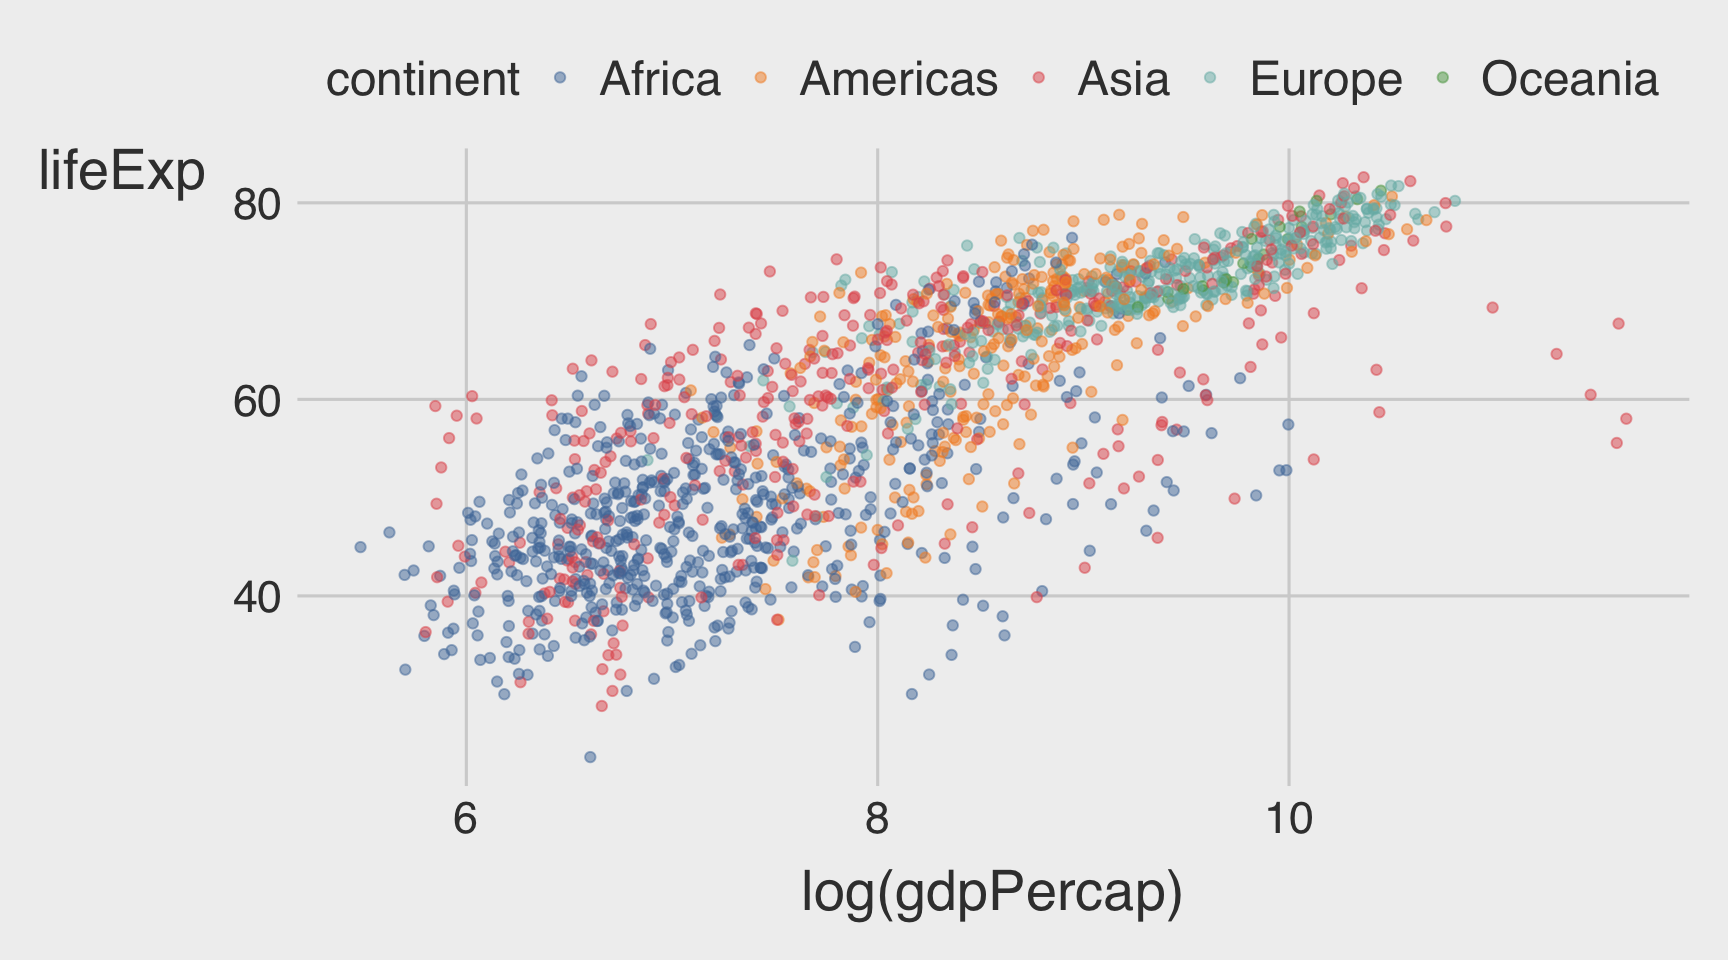 continent Africa Americas Asia Europe Oceania
lifeExp
80
60
40
6 8 10
log(gdpPercap)